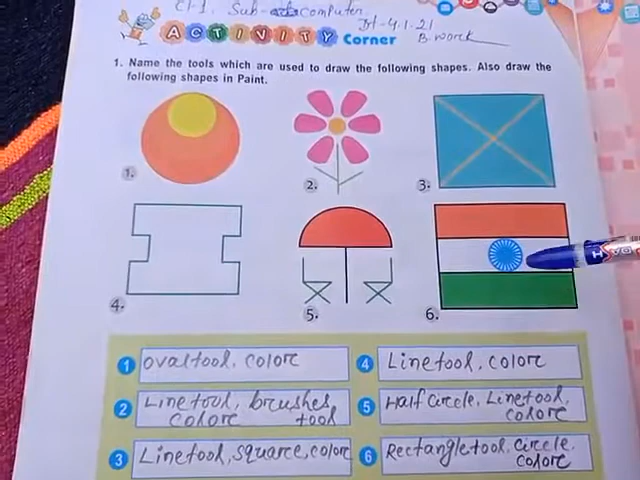 Cl-1. Sub- computer
Dt-4.1.21
B-work
ACTIVITY Corner
1. Name the tools which are used to draw the following shapes. Also draw the
following shapes in Paint.
1.
2.
3.
4.
5.
6.
1 ovaltool, colore
2 Linetool, brushes
colore tool
3 Linetool, square, colore
4 Linetool, colore
5 Half circle, Linetool,
colore
6 Rectangletool, circle,
colore